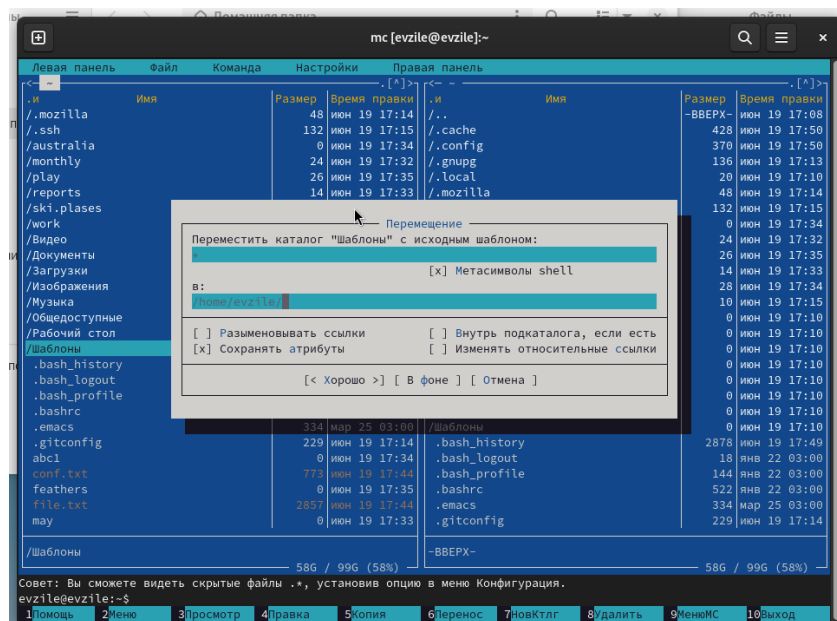 Домашняя папка
Файлы
mc [evzile@evzile]:~
Левая панель Файл Команда Настройки Правая панель
<- ~ .[^]> <- ~ .[^]>
.и Имя Размер Время правки .и Имя Размер Время правки
/.mozilla 48 июн 19 17:14 /.. -ВВЕРХ- июн 19 17:08
/.ssh 132 июн 19 17:15 /.cache 428 июн 19 17:50
/australia 0 июн 19 17:34 /.config 370 июн 19 17:50
/monthly 24 июн 19 17:32 /.gnupg 136 июн 19 17:13
/play 26 июн 19 17:35 /.local 20 июн 19 17:10
/reports 14 июн 19 17:33 /.mozilla 48 июн 19 17:14
/ski.plases 132 июн 19 17:15
/work 0 июн 19 17:34
/Видео 24 июн 19 17:32
/Документы 26 июн 19 17:35
/Загрузки 14 июн 19 17:33
/Изображения 28 июн 19 17:34
/Музыка 10 июн 19 17:15
/Общедоступные 0 июн 19 17:10
/Рабочий стол 0 июн 19 17:10
/Шаблоны 0 июн 19 17:10
.bash_history 0 июн 19 17:10
.bash_logout 0 июн 19 17:10
.bash_profile 0 июн 19 17:10
.bashrc 0 июн 19 17:10
.emacs 334 мар 25 03:00 /Шаблоны 0 июн 19 17:10
.gitconfig 229 июн 19 17:14 .bash_history 2878 июн 19 17:49
abc1 0 июн 19 17:34 .bash_logout 18 янв 22 03:00
conf.txt 773 июн 19 17:44 .bash_profile 144 янв 22 03:00
feathers 0 июн 19 17:35 .bashrc 522 янв 22 03:00
file.txt 2857 июн 19 17:44 .emacs 334 мар 25 03:00
may 0 июн 19 17:33 .gitconfig 229 июн 19 17:14
/Шаблоны -ВВЕРХ-
58G / 99G (58%) 58G / 99G (58%)
Перемещение
Переместить каталог "Шаблоны" с исходным шаблоном:
*
[x] Метасимволы shell
в:
/home/evzile/
[ ] Разыменовывать ссылки [ ] Внутрь подкаталога, если есть
[x] Сохранять атрибуты [ ] Изменять относительные ссылки
[< Хорошо >] [ В фоне ] [ Отмена ]
Совет: Вы сможете видеть скрытые файлы .*, установив опцию в меню Конфигурация.
evzile@evzile:~$
1Помощь 2Меню 3Просмотр 4Правка 5Копия 6Перенос 7НовКтлг 8Удалить 9МенюМС 10Выход